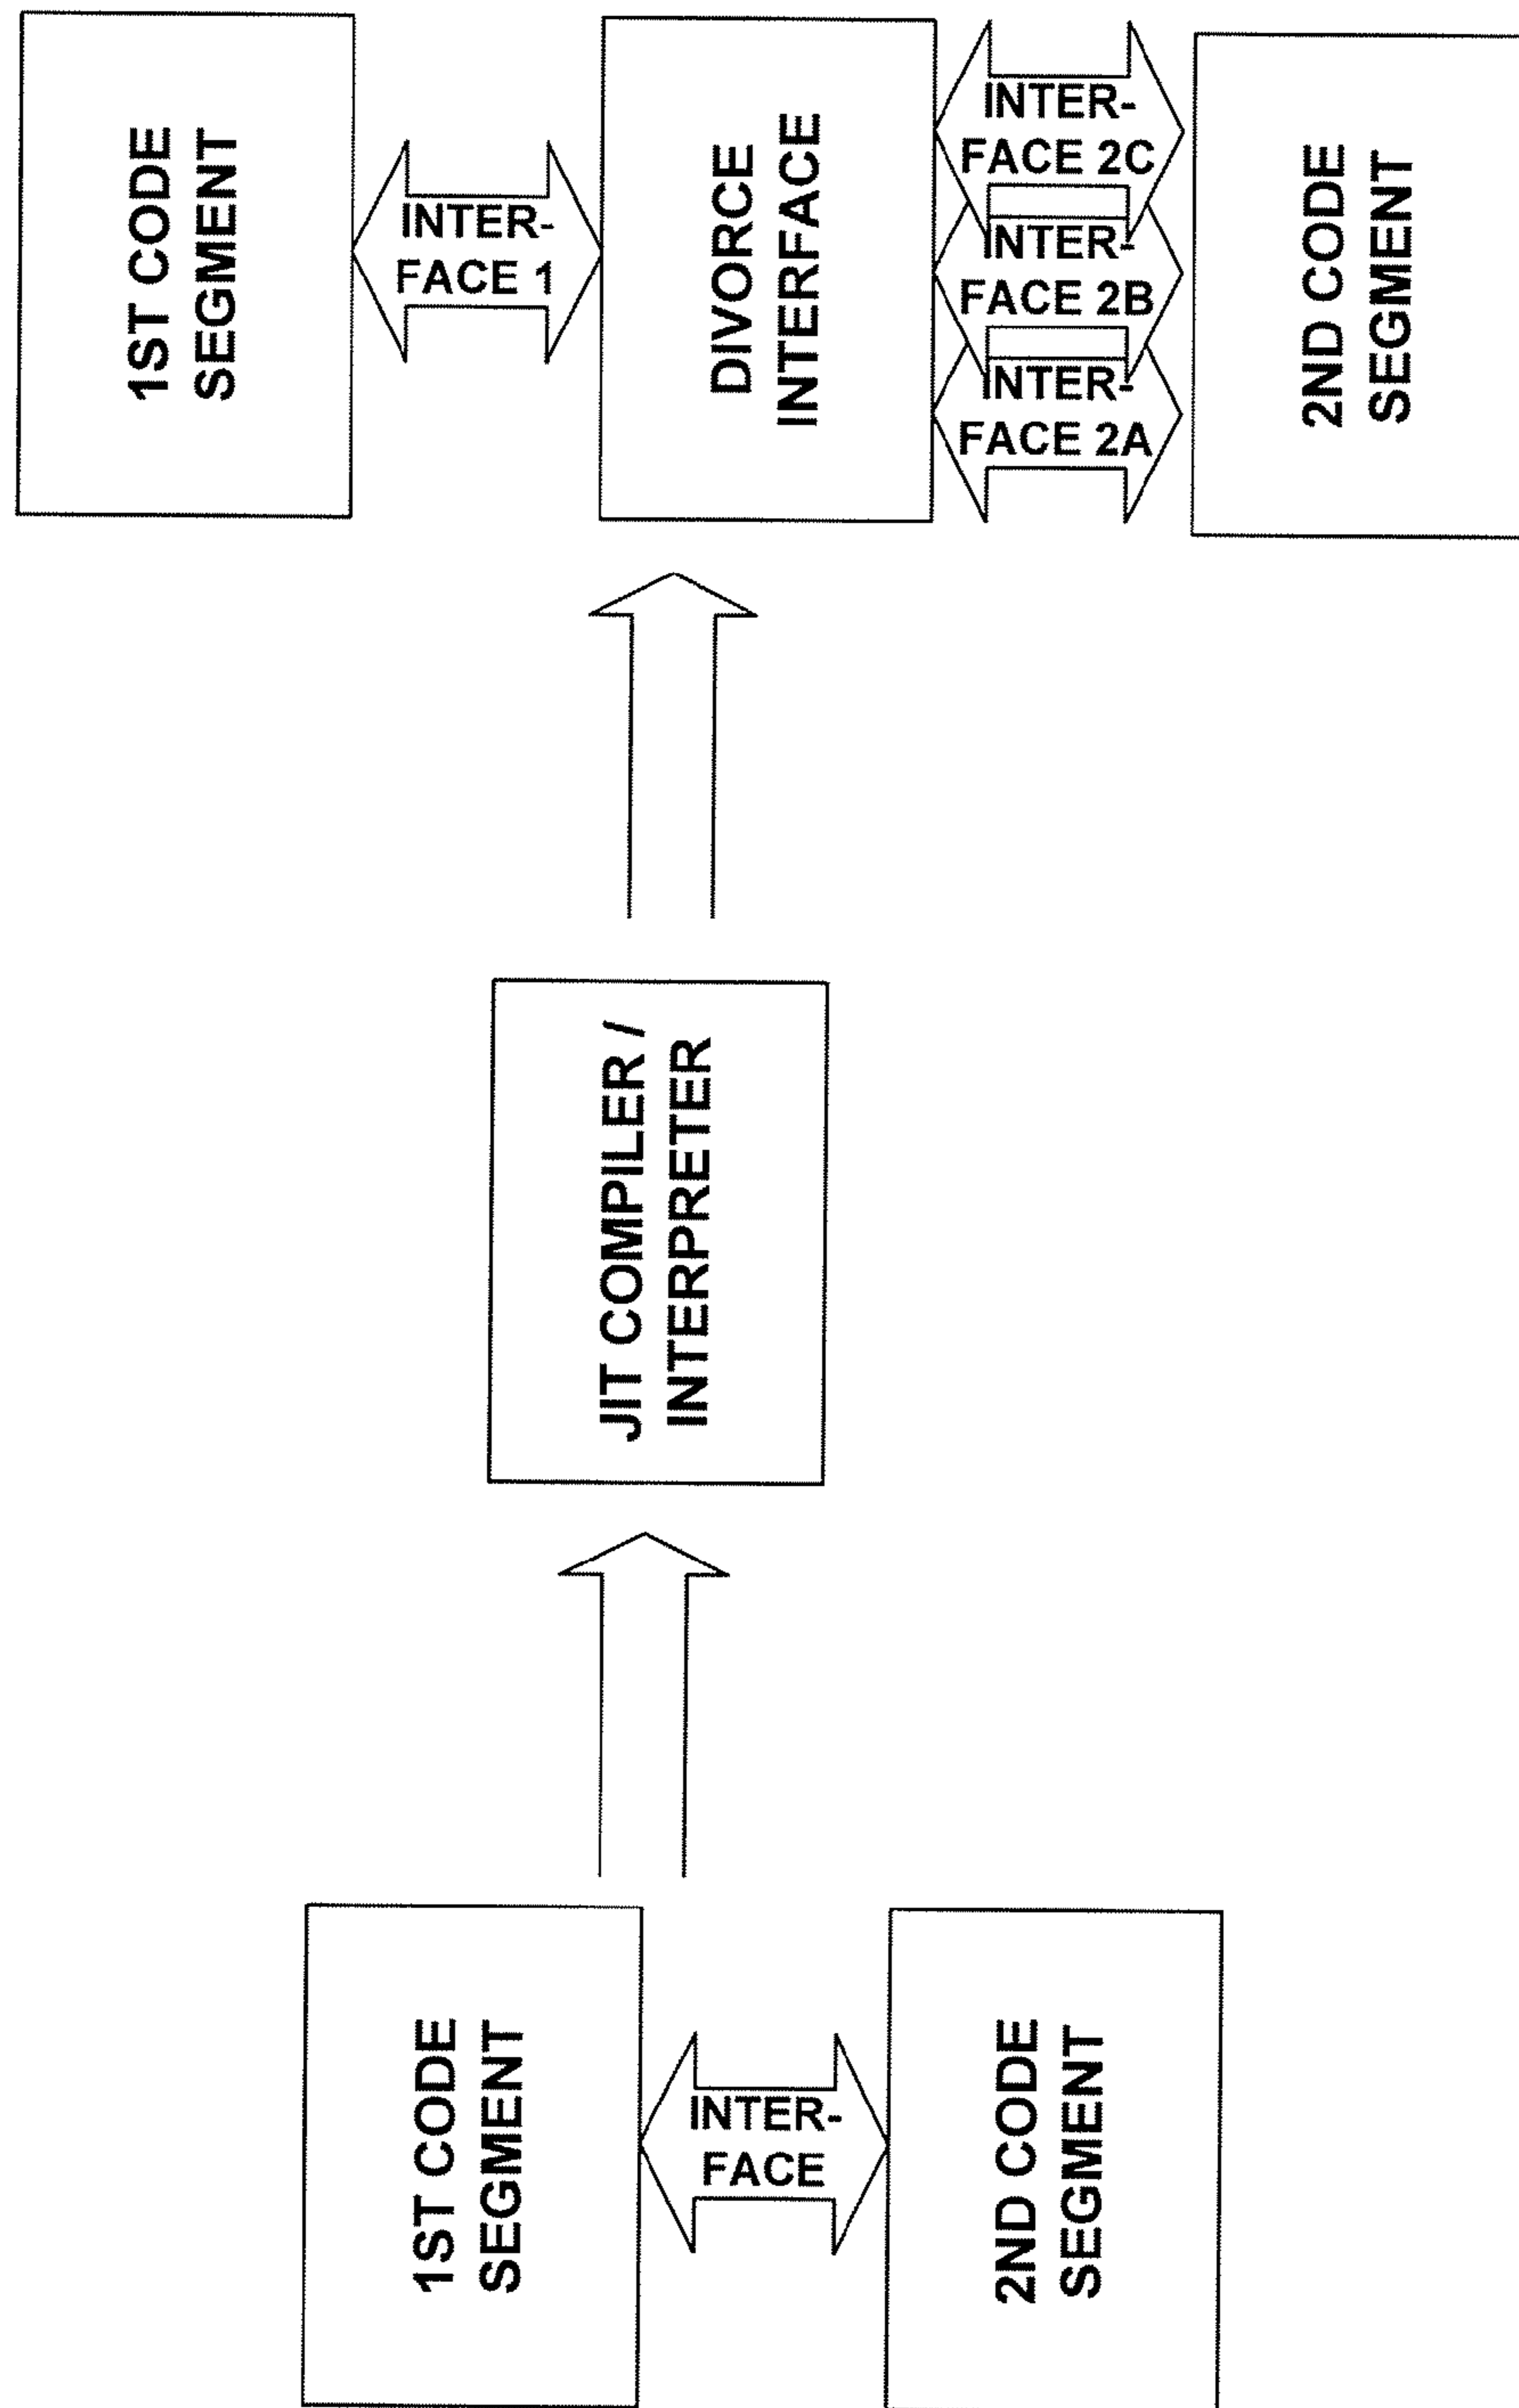 1ST CODE
SEGMENT
INTER-
FACE 1
DIVORCE
INTERFACE
INTER-
FACE 2C
INTER-
FACE 2B
INTER-
FACE 2A
2ND CODE
SEGMENT
JIT COMPILER /
INTERPRETER
1ST CODE
SEGMENT
INTER-
FACE
2ND CODE
SEGMENT